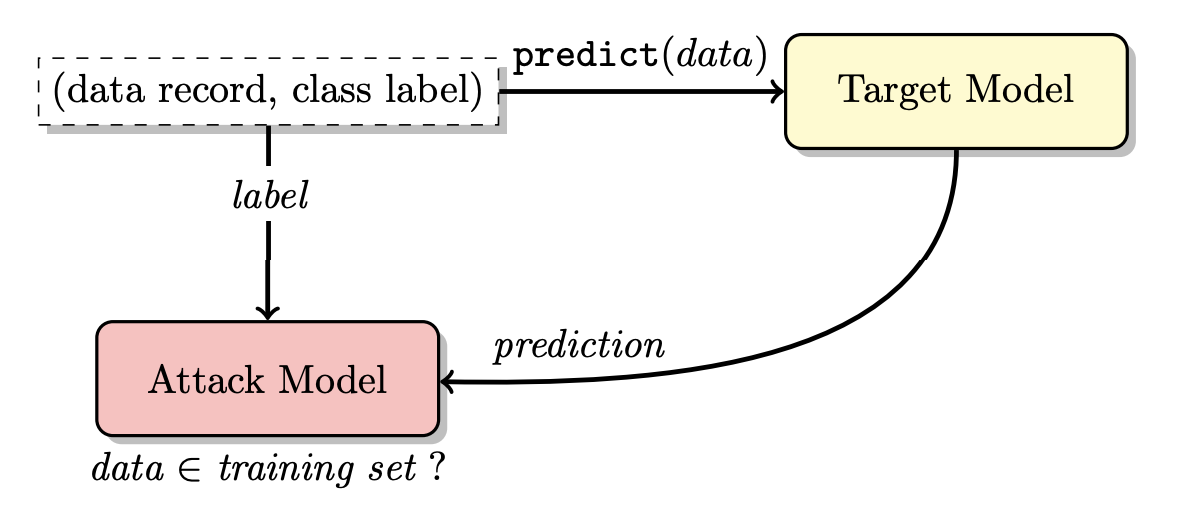 predict(data)
(data record, class label)
Target Model
label
prediction
Attack Model
data ∈ training set ?